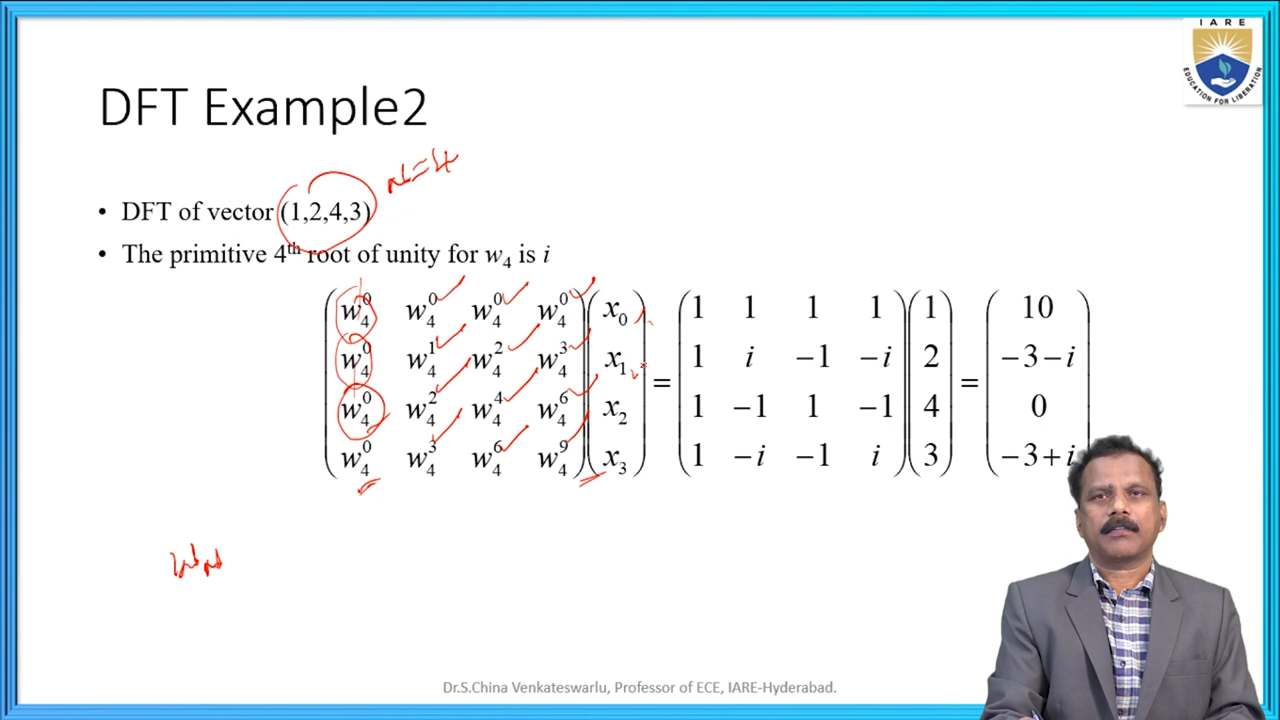 IARE
EDUCATION FOR LIBERATION
DFT Example2
N=4
• DFT of vector (1,2,4,3)
• The primitive 4th root of unity for w4 is i
( w₄⁰ w₄⁰ w₄⁰ w₄⁰ ) ( x₀ ) ( 1 1 1 1 ) ( 1 ) ( 10 )
( w₄⁰ w₄¹ w₄² w₄³ ) ( x₁ ) = ( 1 i −1 −i ) ( 2 ) = ( −3−i )
( w₄⁰ w₄² w₄⁴ w₄⁶ ) ( x₂ ) ( 1 −1 1 −1 ) ( 4 ) ( 0 )
( w₄⁰ w₄³ w₄⁶ w₄⁹ ) ( x₃ ) ( 1 −i −1 i ) ( 3 ) ( −3+i )
Dr.S.China Venkateswarlu, Professor of ECE, IARE-Hyderabad.